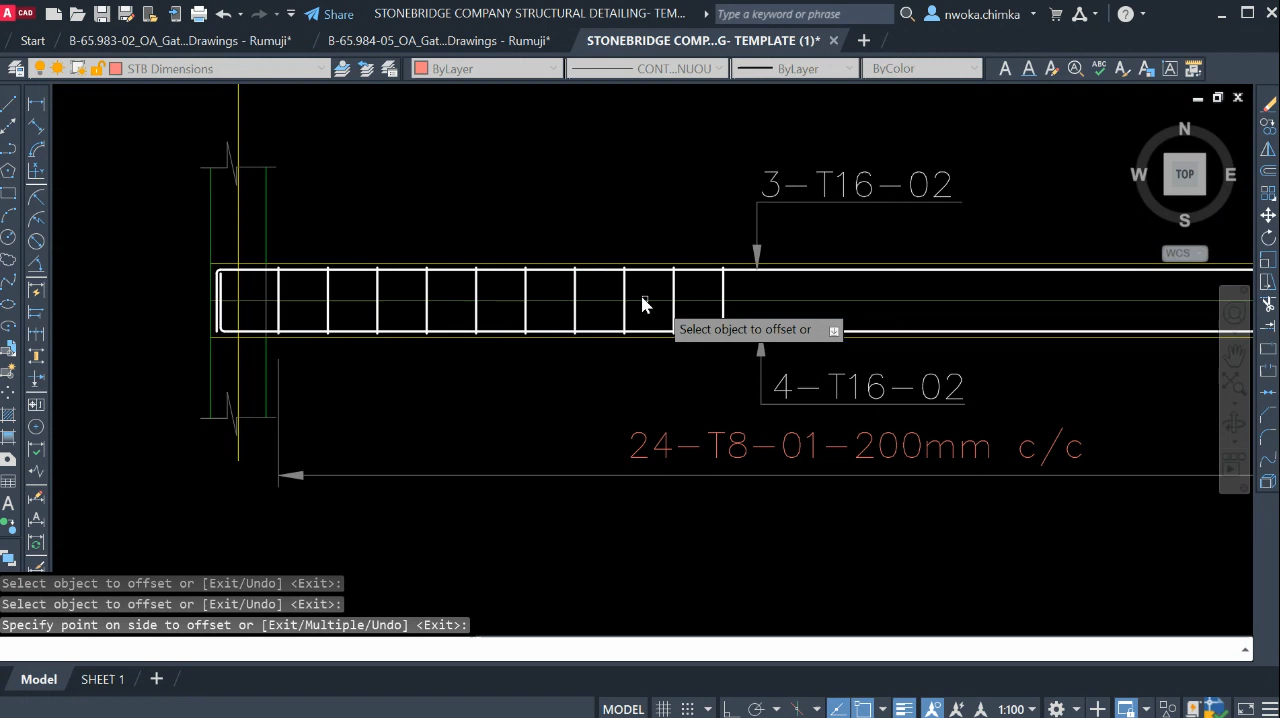 CAD
Share
STONEBRIDGE COMPANY STRUCTURAL DETAILING- TEM...
Type a keyword or phrase
nwoka.chimka...
Start
B-65.983-02_OA_Gat...Drawings - Rumuji*
B-65.984-05_OA_Gat...Drawings - Rumuji*
STONEBRIDGE COMP...G- TEMPLATE (1)*
STB Dimensions
ByLayer
CONT...NUOU
ByLayer
ByColor
N
W
TOP
E
S
WCS
3-T16-02
Select object to offset or
4-T16-02
24-T8-01-200mm c/c
Select object to offset or [Exit/Undo] <Exit>:
Select object to offset or [Exit/Undo] <Exit>:
Specify point on side to offset or [Exit/Multiple/Undo] <Exit>:
Model
SHEET 1
MODEL
1:100